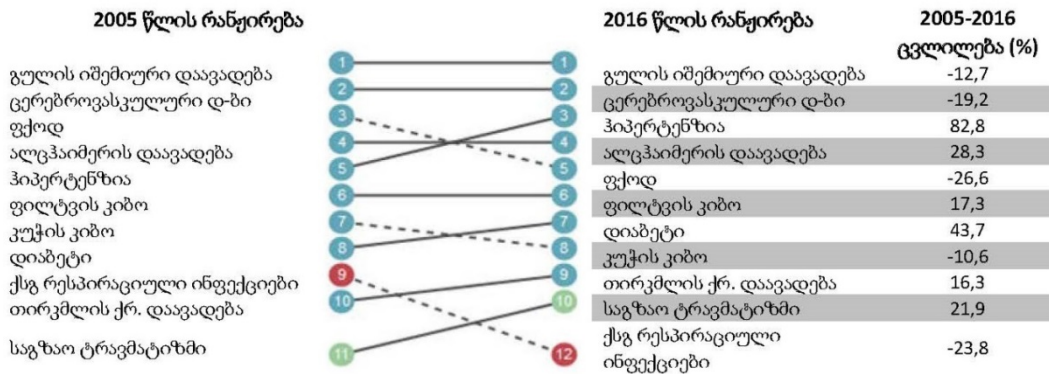 2005 წლის რანჟირება
2016 წლის რანჟირება
2005-2016
ცვლილება (%)
გულის იშემიური დაავადება 1 1 გულის იშემიური დაავადება -12,7
ცერებროვასკულური დ-ბი 2 2 ცერებროვასკულური დ-ბი -19,2
ფქოდ 3 3 ჰიპერტენზია 82,8
ალცჰაიმერის დაავადება 4 4 ალცჰაიმერის დაავადება 28,3
ჰიპერტენზია 5 5 ფქოდ -26,6
ფილტვის კიბო 6 6 ფილტვის კიბო 17,3
კუჭის კიბო 7 7 დიაბეტი 43,7
დიაბეტი 8 8 კუჭის კიბო -10,6
ქსგ რესპირაციული ინფექციები 9 9 თირკმლის ქრ. დაავადება 16,3
თირკმლის ქრ. დაავადება 10 10 საგზაო ტრავმატიზმი 21,9
საგზაო ტრავმატიზმი 11 12 ქსგ რესპირაციული
ინფექციები -23,8